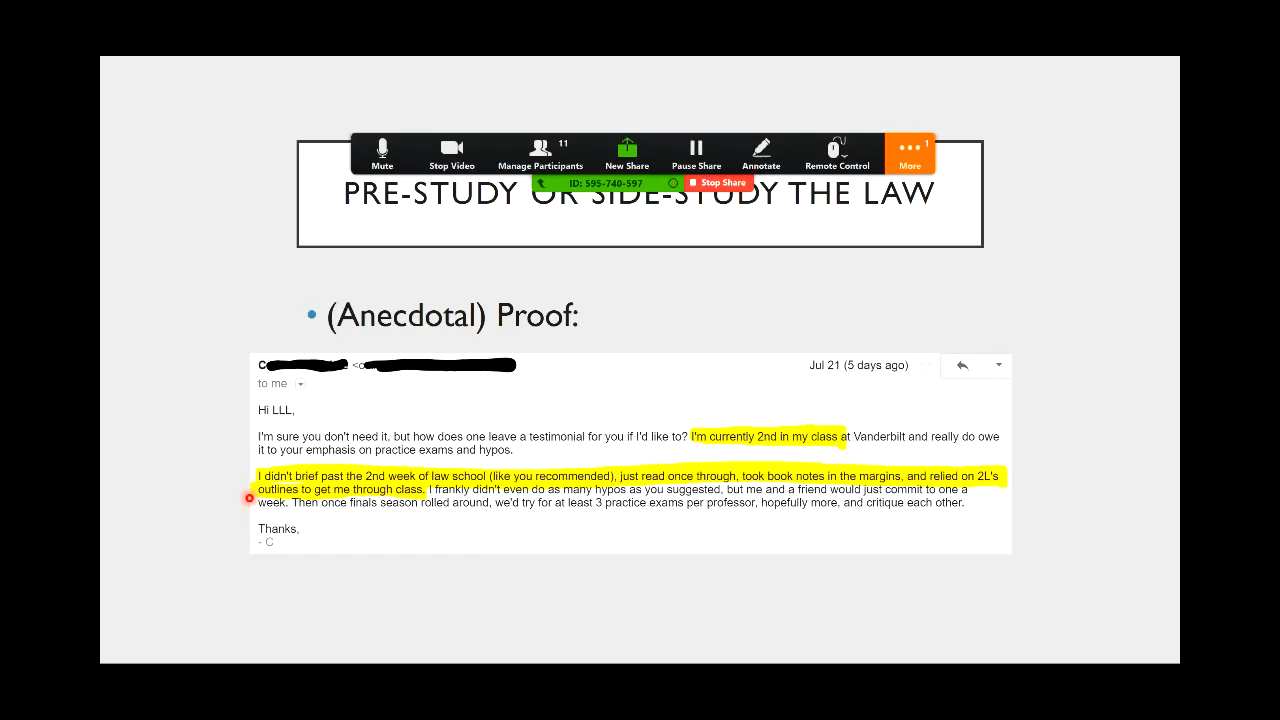 11 1
Mute Stop Video Manage Participants New Share Pause Share Annotate Remote Control More
ID: 595-740-597 Stop Share
PRE-STUDY OR SIDE-STUDY THE LAW
• (Anecdotal) Proof:
C <c Jul 21 (5 days ago)
to me
Hi LLL,
I'm sure you don't need it, but how does one leave a testimonial for you if I'd like to? I'm currently 2nd in my class at Vanderbilt and really do owe
it to your emphasis on practice exams and hypos.
I didn't brief past the 2nd week of law school (like you recommended), just read once through, took book notes in the margins, and relied on 2L's
outlines to get me through class. I frankly didn't even do as many hypos as you suggested, but me and a friend would just commit to one a
week. Then once finals season rolled around, we'd try for at least 3 practice exams per professor, hopefully more, and critique each other.
Thanks,
- C